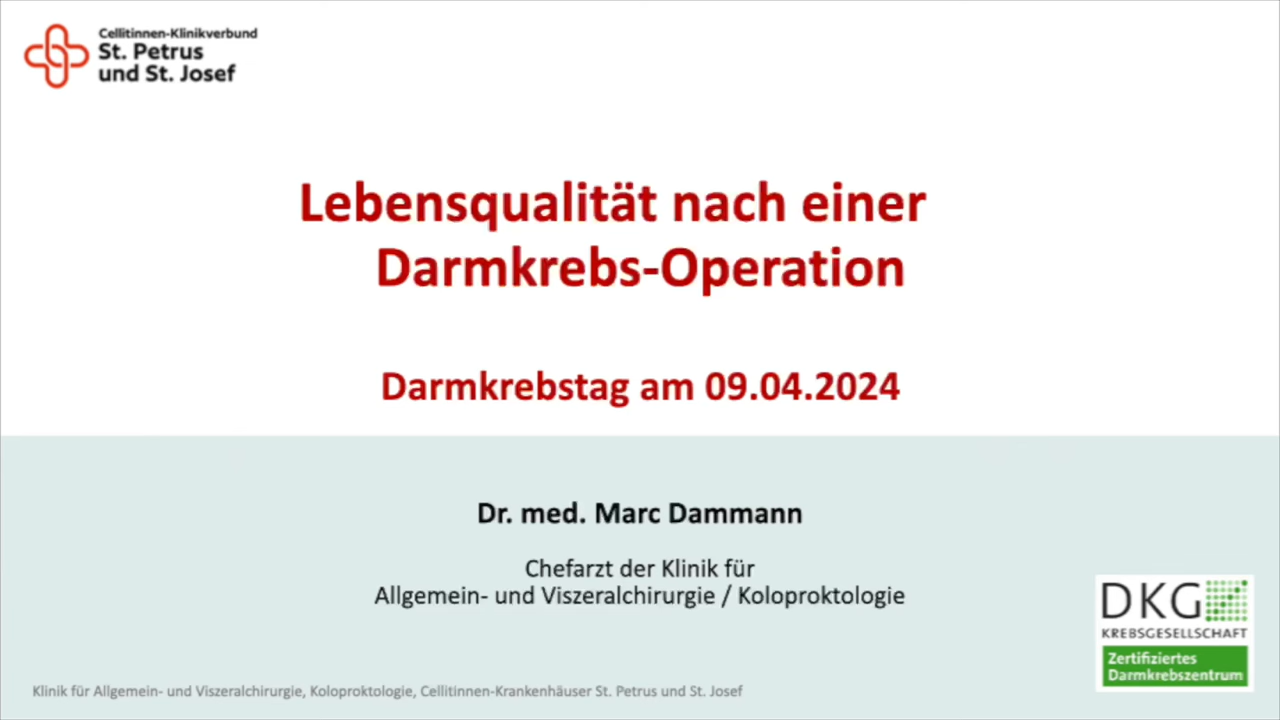 Cellitinnen-Klinikverbund
St. Petrus
und St. Josef
Lebensqualität nach einer
Darmkrebs-Operation
Darmkrebstag am 09.04.2024
Dr. med. Marc Dammann
Chefarzt der Klinik für
Allgemein- und Viszeralchirurgie / Koloproktologie
DKG
KREBSGESELLSCHAFT
Zertifiziertes
Darmkrebszentrum
Klinik für Allgemein- und Viszeralchirurgie, Koloproktologie, Cellitinnen-Krankenhäuser St. Petrus und St. Josef